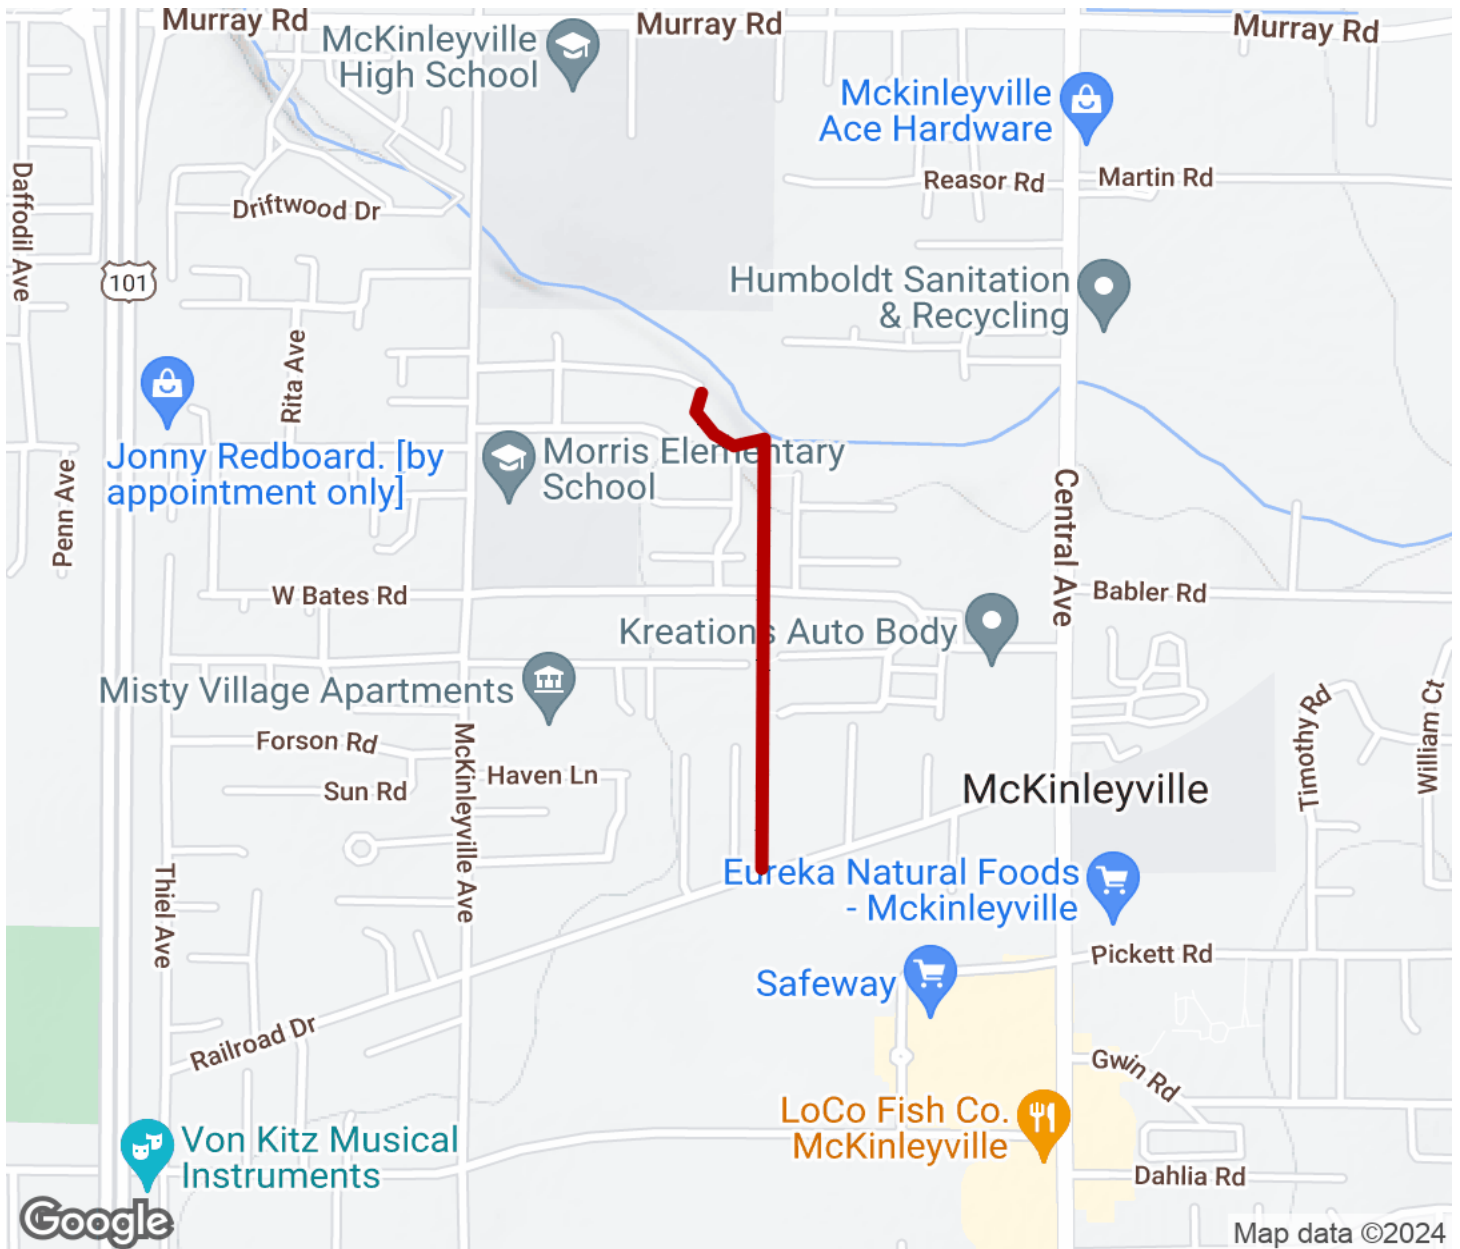 Murray Rd
Murray Rd
Murray Rd
McKinleyville
High School
Mckinleyville
Ace Hardware
Daffodil Ave
Reasor Rd
Martin Rd
Driftwood Dr
101
Humboldt Sanitation
& Recycling
Rita Ave
Jonny Redboard. [by
appointment only]
Morris Elementary
School
Penn Ave
Central Ave
W Bates Rd
Babler Rd
Kreations Auto Body
Misty Village Apartments
Forson Rd
McKinleyville Ave
Haven Ln
Sun Rd
McKinleyville
Timothy Rd
William Ct
Eureka Natural Foods
- Mckinleyville
Thiel Ave
Pickett Rd
Safeway
Railroad Dr
Gwin Rd
LoCo Fish Co.
McKinleyville
Von Kitz Musical
Instruments
Dahlia Rd
Google
Map data ©2024